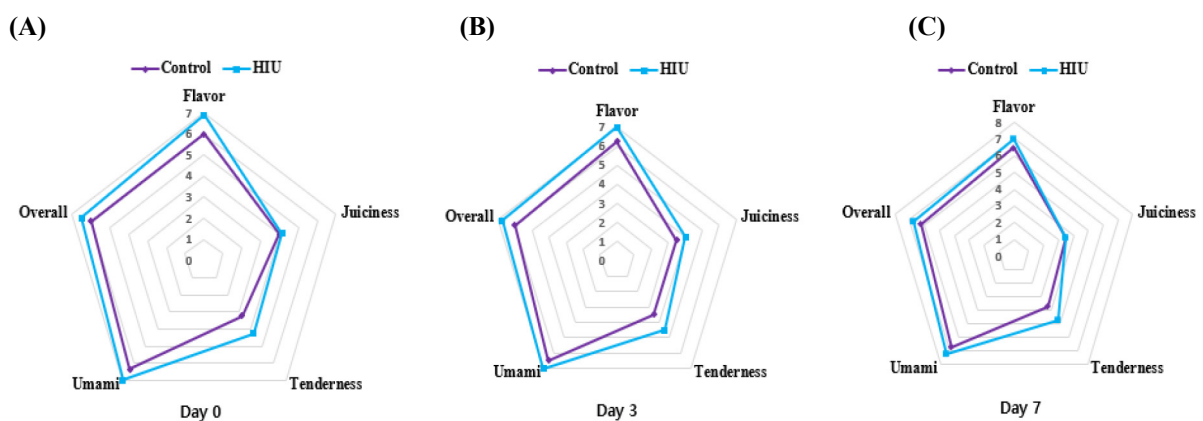 (A)
Control HIU
Flavor
7
6
5
4
3
2
1
0
Overall
Juiciness
Umami
Tenderness
Day 0
(B)
Control HIU
Flavor
7
6
5
4
3
2
1
0
Overall
Juiciness
Umami
Tenderness
Day 3
(C)
Control HIU
Flavor
8
7
6
5
4
3
2
1
0
Overall
Juiciness
Umami
Tenderness
Day 7